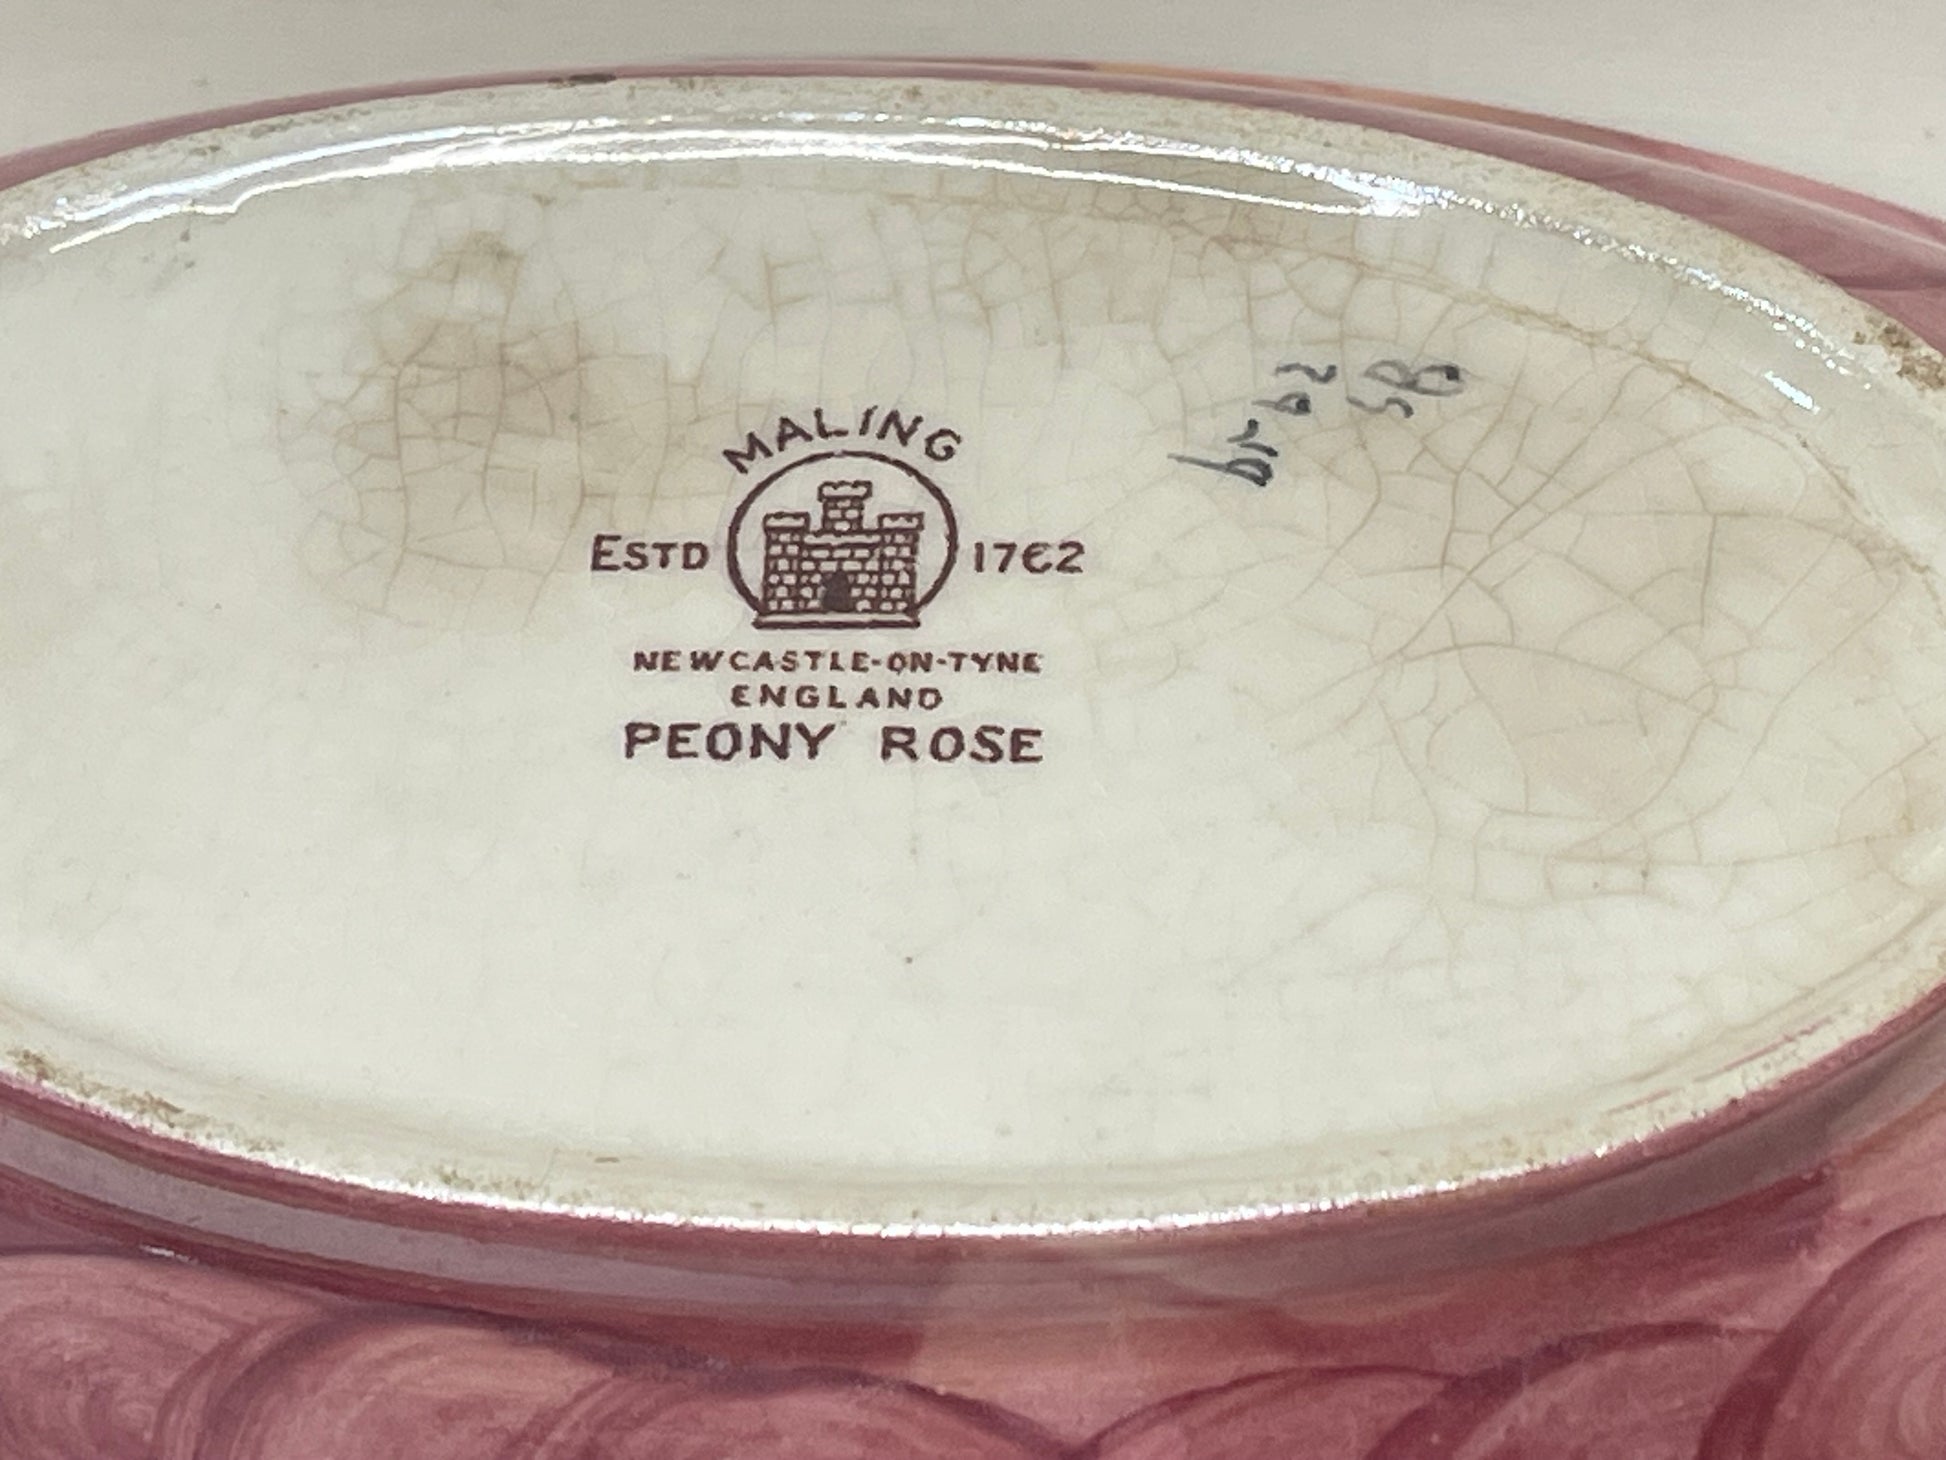 MALING
ESTD 1762
NEWCASTLE-ON-TYNE
ENGLAND
PEONY ROSE